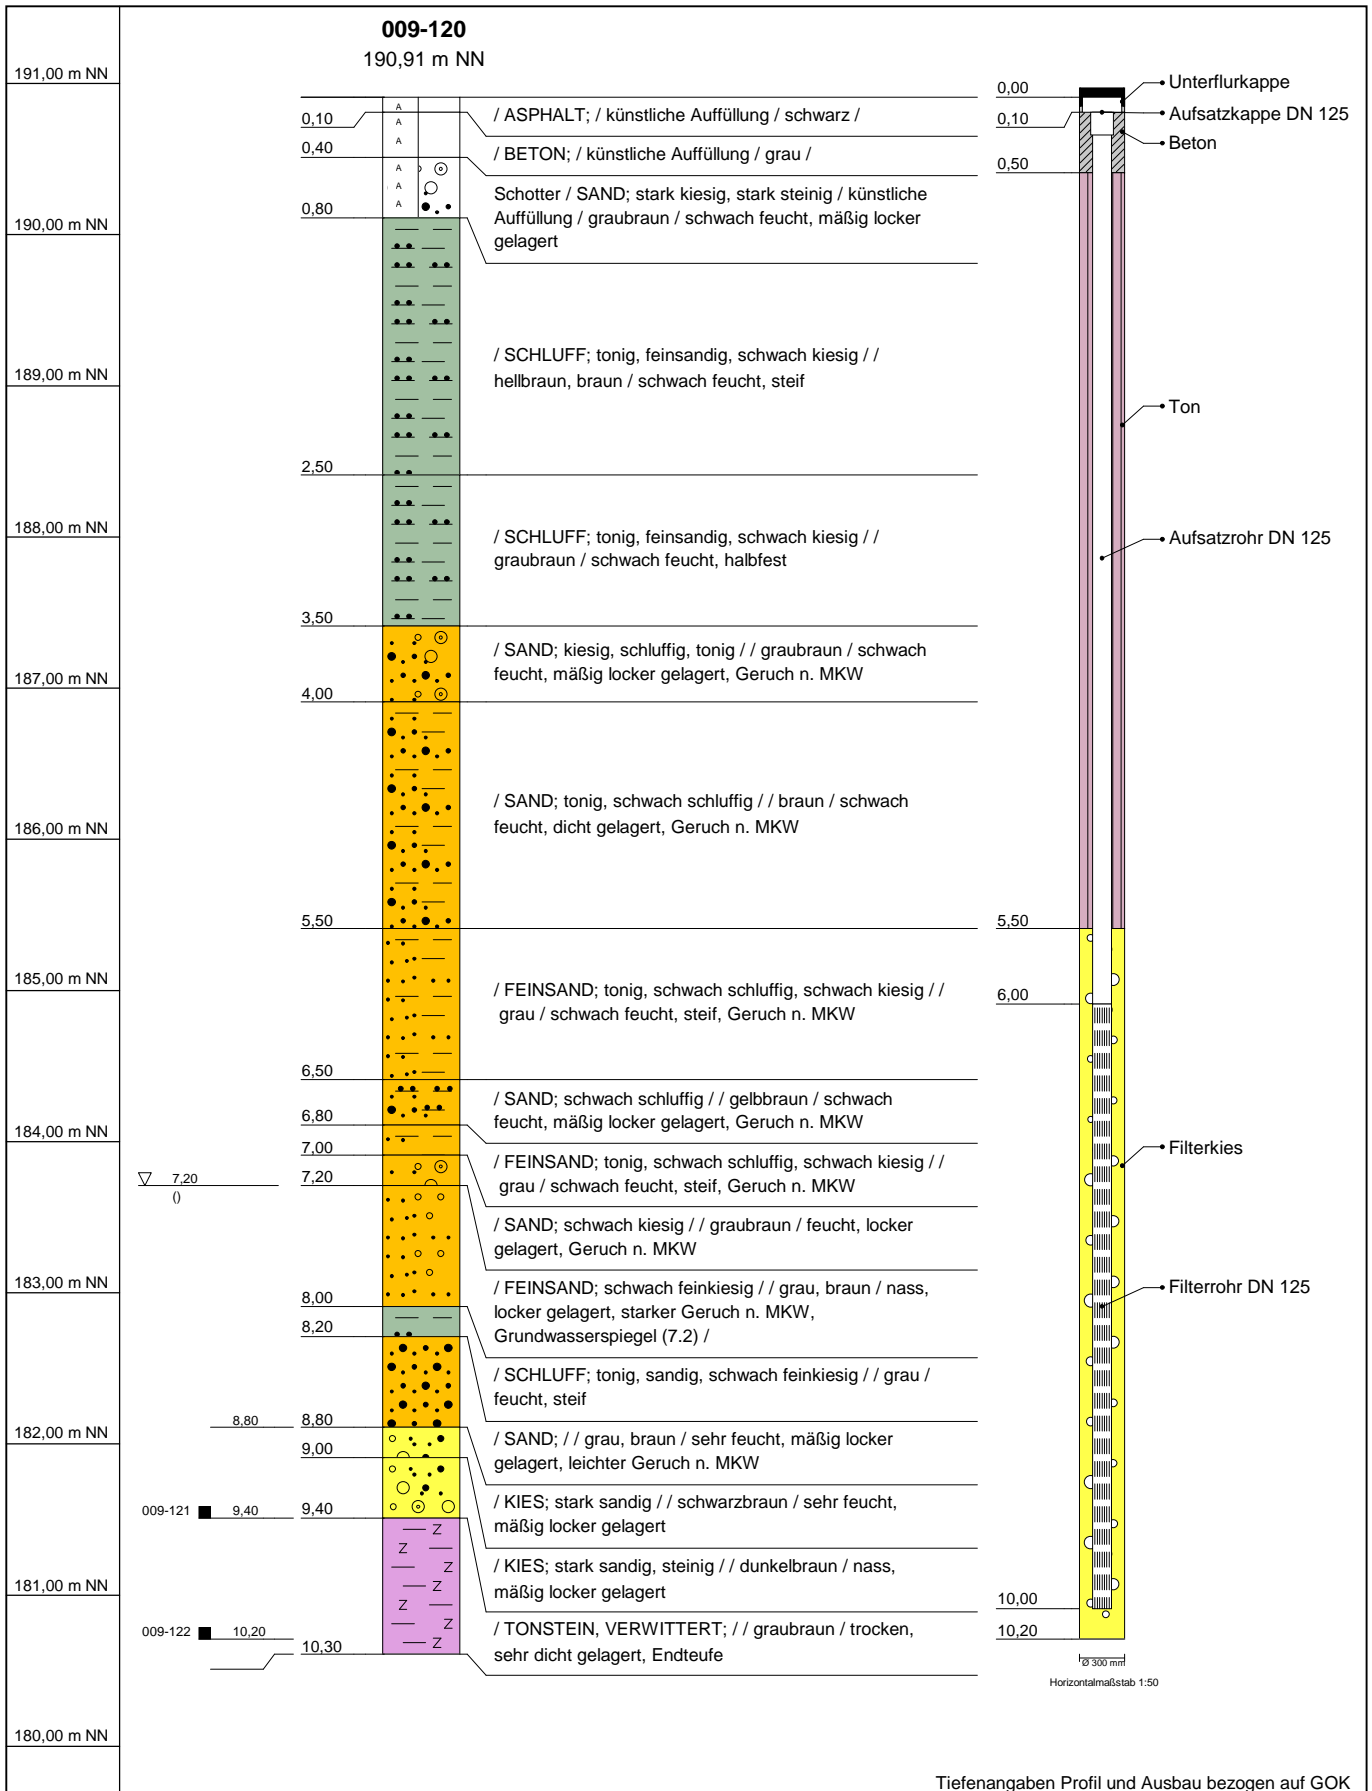 009-120
190,91 m NN
191,00 m NN
190,00 m NN
189,00 m NN
188,00 m NN
187,00 m NN
186,00 m NN
185,00 m NN
184,00 m NN
183,00 m NN
182,00 m NN
181,00 m NN
180,00 m NN
7,20
()
8,80
009-121
9,40
009-122
10,20
0,10
0,40
0,80
2,50
3,50
4,00
5,50
6,50
6,80
7,00
7,20
8,00
8,20
8,80
9,00
9,40
10,30
A
A
A
A
A
A
Z
Z
Z
Z
Z
Z
Z
/ ASPHALT; / künstliche Auffüllung / schwarz /
/ BETON; / künstliche Auffüllung / grau /
Schotter / SAND; stark kiesig, stark steinig / künstliche
Auffüllung / graubraun / schwach feucht, mäßig locker
gelagert
/ SCHLUFF; tonig, feinsandig, schwach kiesig / /
hellbraun, braun / schwach feucht, steif
/ SCHLUFF; tonig, feinsandig, schwach kiesig / /
graubraun / schwach feucht, halbfest
/ SAND; kiesig, schluffig, tonig / / graubraun / schwach
feucht, mäßig locker gelagert, Geruch n. MKW
/ SAND; tonig, schwach schluffig / / braun / schwach
feucht, dicht gelagert, Geruch n. MKW
/ FEINSAND; tonig, schwach schluffig, schwach kiesig / /
grau / schwach feucht, steif, Geruch n. MKW
/ SAND; schwach schluffig / / gelbbraun / schwach
feucht, mäßig locker gelagert, Geruch n. MKW
/ FEINSAND; tonig, schwach schluffig, schwach kiesig / /
grau / schwach feucht, steif, Geruch n. MKW
/ SAND; schwach kiesig / / graubraun / feucht, locker
gelagert, Geruch n. MKW
/ FEINSAND; schwach feinkiesig / / grau, braun / nass,
locker gelagert, starker Geruch n. MKW,
Grundwasserspiegel (7.2) /
/ SCHLUFF; tonig, sandig, schwach feinkiesig / / grau /
feucht, steif
/ SAND; / / grau, braun / sehr feucht, mäßig locker
gelagert, leichter Geruch n. MKW
/ KIES; stark sandig / / schwarzbraun / sehr feucht,
mäßig locker gelagert
/ KIES; stark sandig, steinig / / dunkelbraun / nass,
mäßig locker gelagert
/ TONSTEIN, VERWITTERT; / / graubraun / trocken,
sehr dicht gelagert, Endteufe
0,00
0,10
0,50
5,50
6,00
10,00
10,20
Unterflurkappe
Aufsatzkappe DN 125
Beton
Ton
Aufsatzrohr DN 125
Filterkies
Filterrohr DN 125
Ø 300 mm
Horizontalmaßstab 1:50
Tiefenangaben Profil und Ausbau bezogen auf GOK